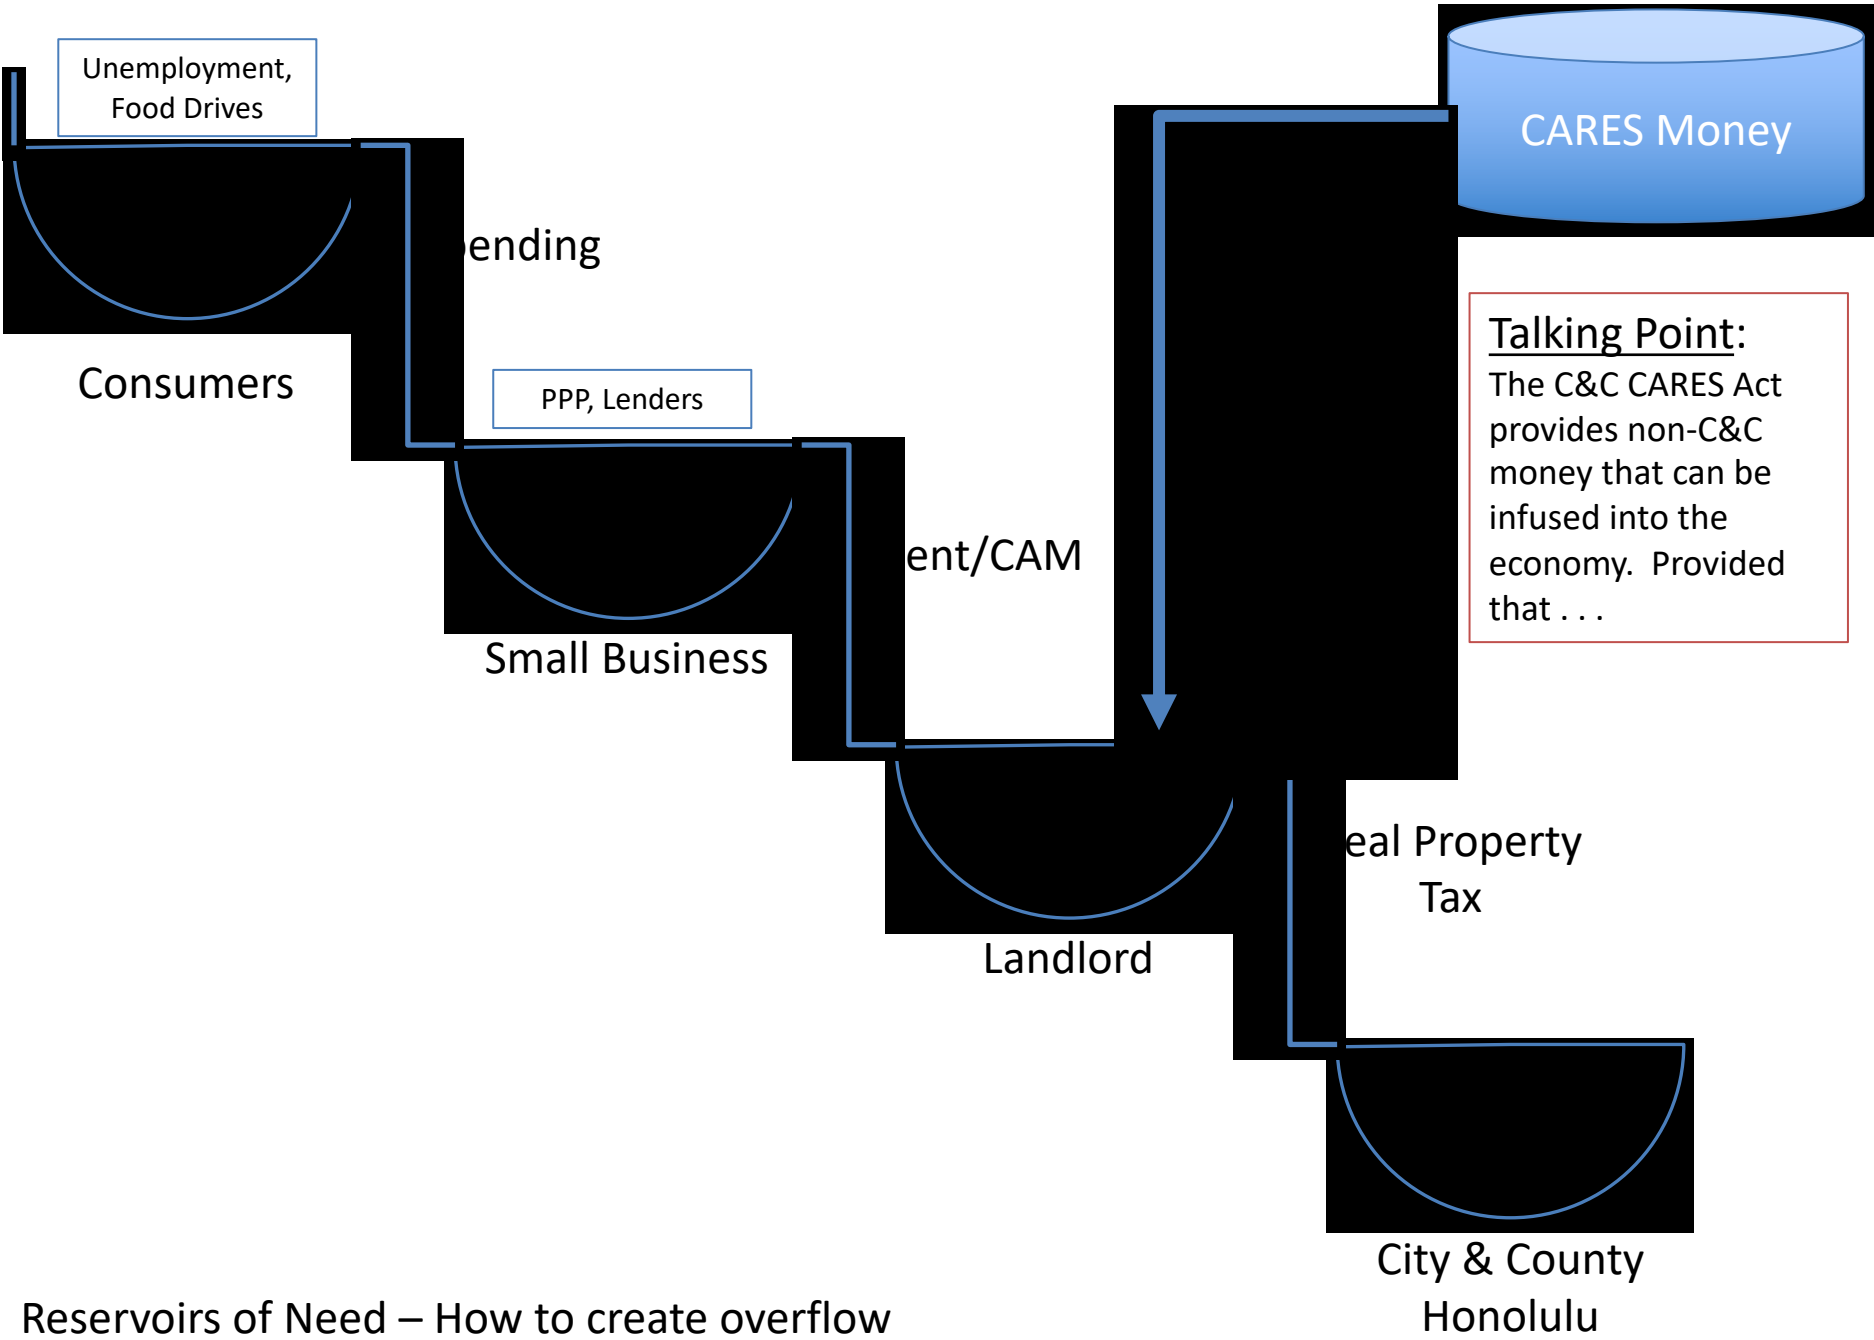 Unemployment,
Food Drives
CARES Money
ending
Talking Point:
The C&C CARES Act
provides non-C&C
money that can be
infused into the
economy.  Provided
that . . .
Consumers
PPP, Lenders
ent/CAM
Small Business
eal Property
Tax
Landlord
City & County
Honolulu
Reservoirs of Need – How to create overflow